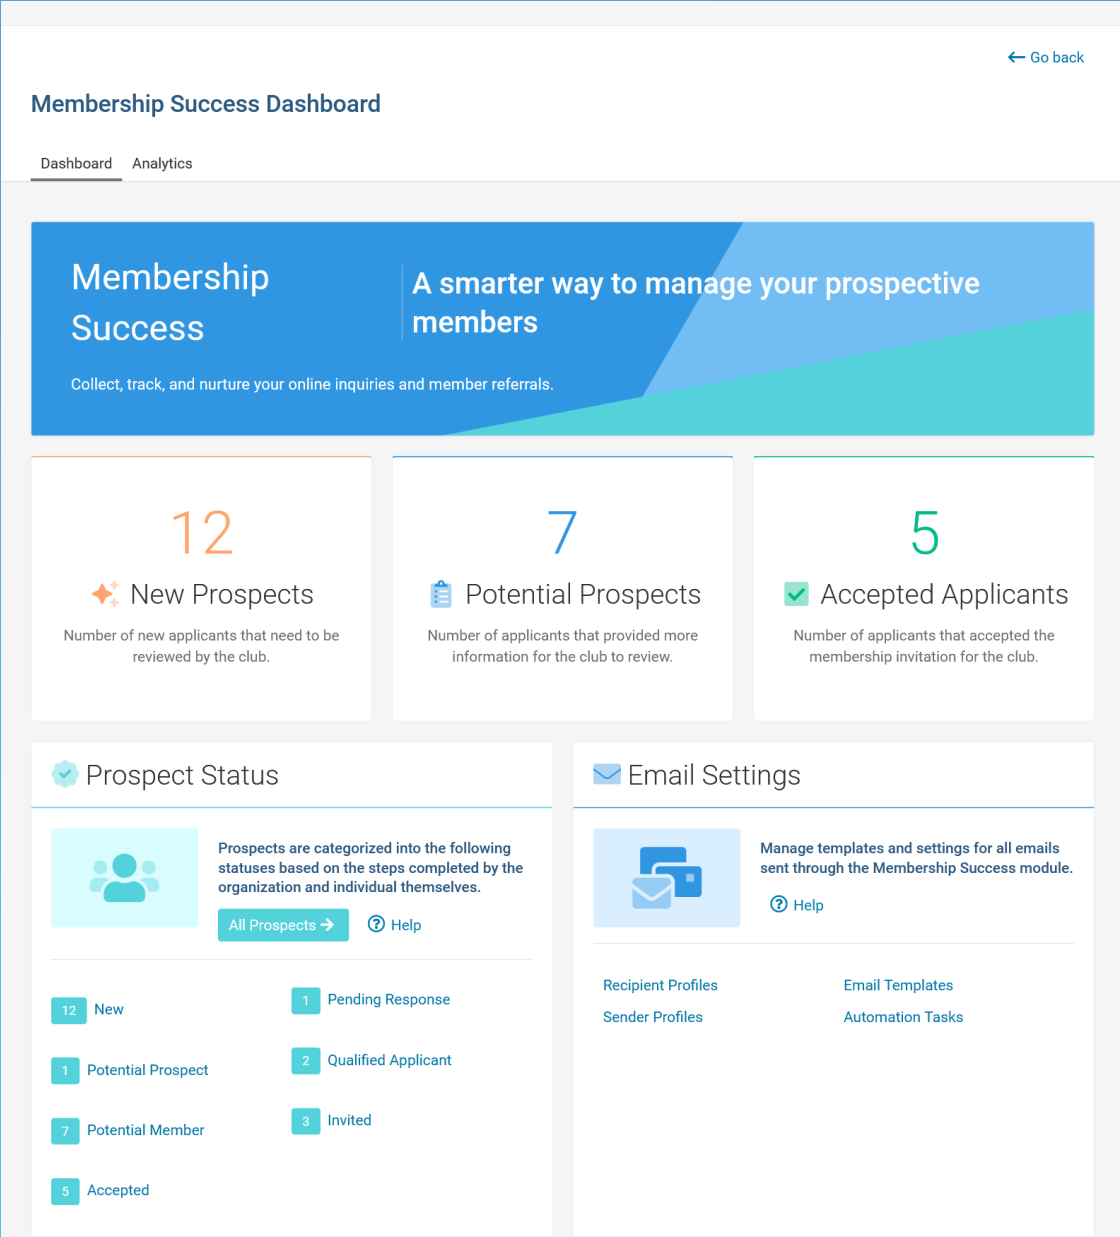 Go back
Membership Success Dashboard
Dashboard Analytics
Membership
Success
A smarter way to manage your prospective
members
Collect, track, and nurture your online inquiries and member referrals.
12
New Prospects
Number of new applicants that need to be
reviewed by the club.
7
Potential Prospects
Number of applicants that provided more
information for the club to review.
5
Accepted Applicants
Number of applicants that accepted the
membership invitation for the club.
Prospect Status
Prospects are categorized into the following
statuses based on the steps completed by the
organization and individual themselves.
All Prospects
Help
12 New
1 Potential Prospect
7 Potential Member
5 Accepted
1 Pending Response
2 Qualified Applicant
3 Invited
Email Settings
Manage templates and settings for all emails
sent through the Membership Success module.
Help
Recipient Profiles
Sender Profiles
Email Templates
Automation Tasks